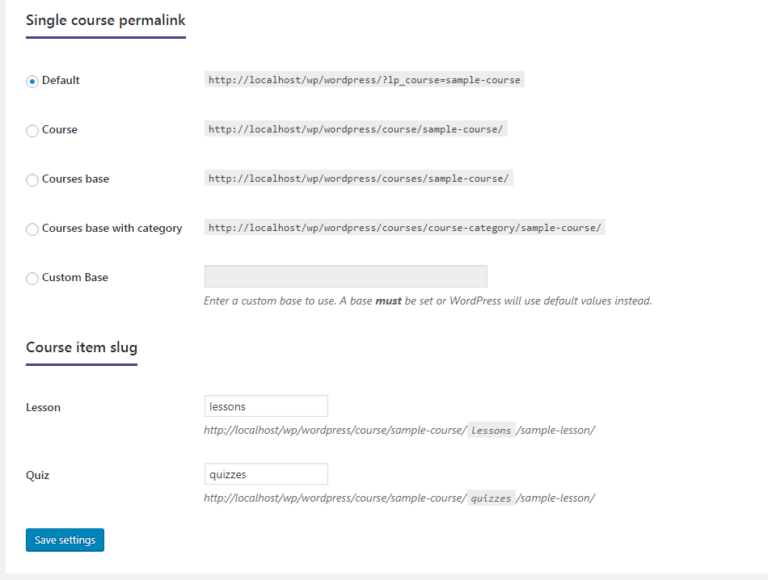 Single course permalink
Default http://localhost/wp/wordpress/?lp_course=sample-course
Course http://localhost/wp/wordpress/course/sample-course/
Courses base http://localhost/wp/wordpress/courses/sample-course/
Courses base with category http://localhost/wp/wordpress/courses/course-category/sample-course/
Custom Base
Enter a custom base to use. A base must be set or WordPress will use default values instead.
Course item slug
Lesson lessons
http://localhost/wp/wordpress/course/sample-course/ Lessons /sample-lesson/
Quiz quizzes
http://localhost/wp/wordpress/course/sample-course/ quizzes /sample-lesson/
Save settings